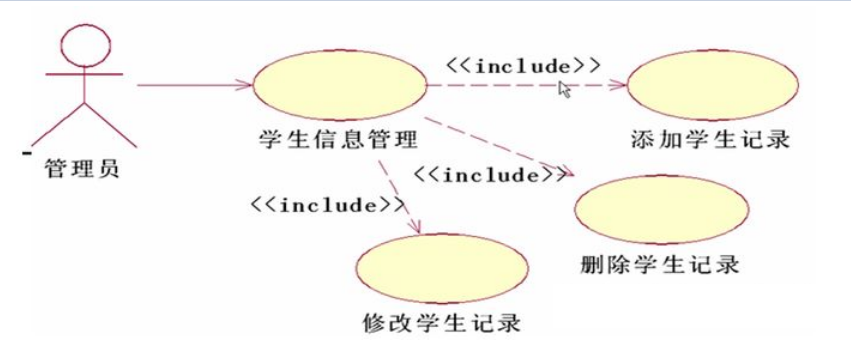 <<include>>
学生信息管理
添加学生记录
管理员
<<include>>
<<include>>
删除学生记录
修改学生记录